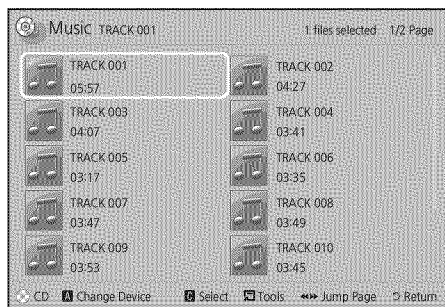 Music TRACK 001 1 files selected 1/2 Page
TRACK 001 TRACK 002
05:57 04:27
TRACK 003 TRACK 004
04:07 03:41
TRACK 005 TRACK 006
03:17 03:35
TRACK 007 TRACK 008
03:47 03:49
TRACK 009 TRACK 010
03:53 03:45
CD A Change Device C Select Tools Jump Page Return